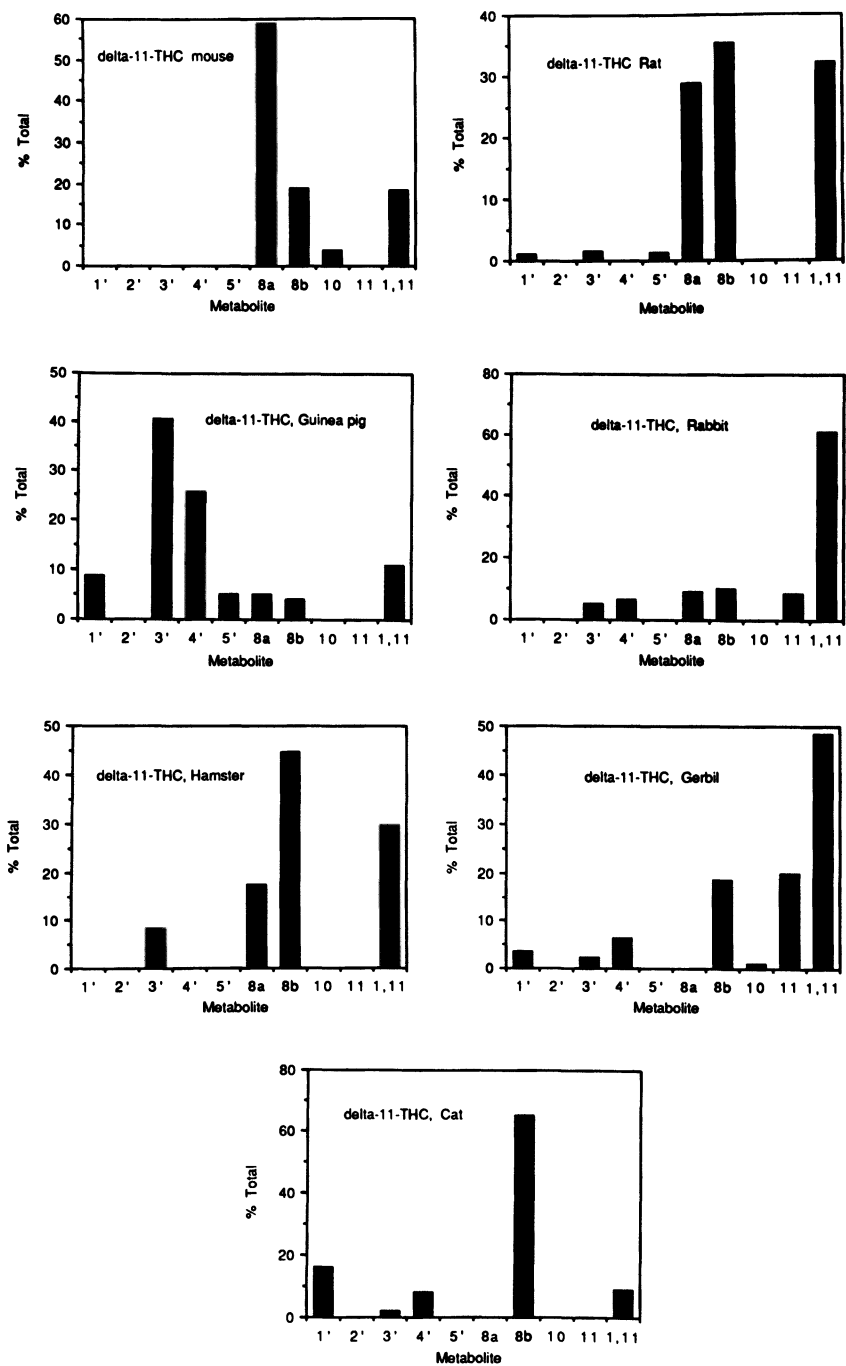 delta-11-THC mouse
% Total
60
50
40
30
20
10
0
1' 2' 3' 4' 5' 8a 8b 10 11 1,11
Metabolite
delta-11-THC Rat
% Total
40
30
20
10
0
1' 2' 3' 4' 5' 8a 8b 10 11 1,11
Metabolite
delta-11-THC, Guinea pig
% Total
50
40
30
20
10
0
1' 2' 3' 4' 5' 8a 8b 10 11 1,11
Metabolite
delta-11-THC, Rabbit
% Total
80
60
40
20
0
1' 2' 3' 4' 5' 8a 8b 10 11 1,11
Metabolite
delta-11-THC, Hamster
% Total
50
40
30
20
10
0
1' 2' 3' 4' 5' 8a 8b 10 11 1,11
Metabolite
delta-11-THC, Gerbil
% Total
50
40
30
20
10
0
1' 2' 3' 4' 5' 8a 8b 10 11 1,11
Metabolite
delta-11-THC, Cat
% Total
80
60
40
20
0
1' 2' 3' 4' 5' 8a 8b 10 11 1,11
Metabolite